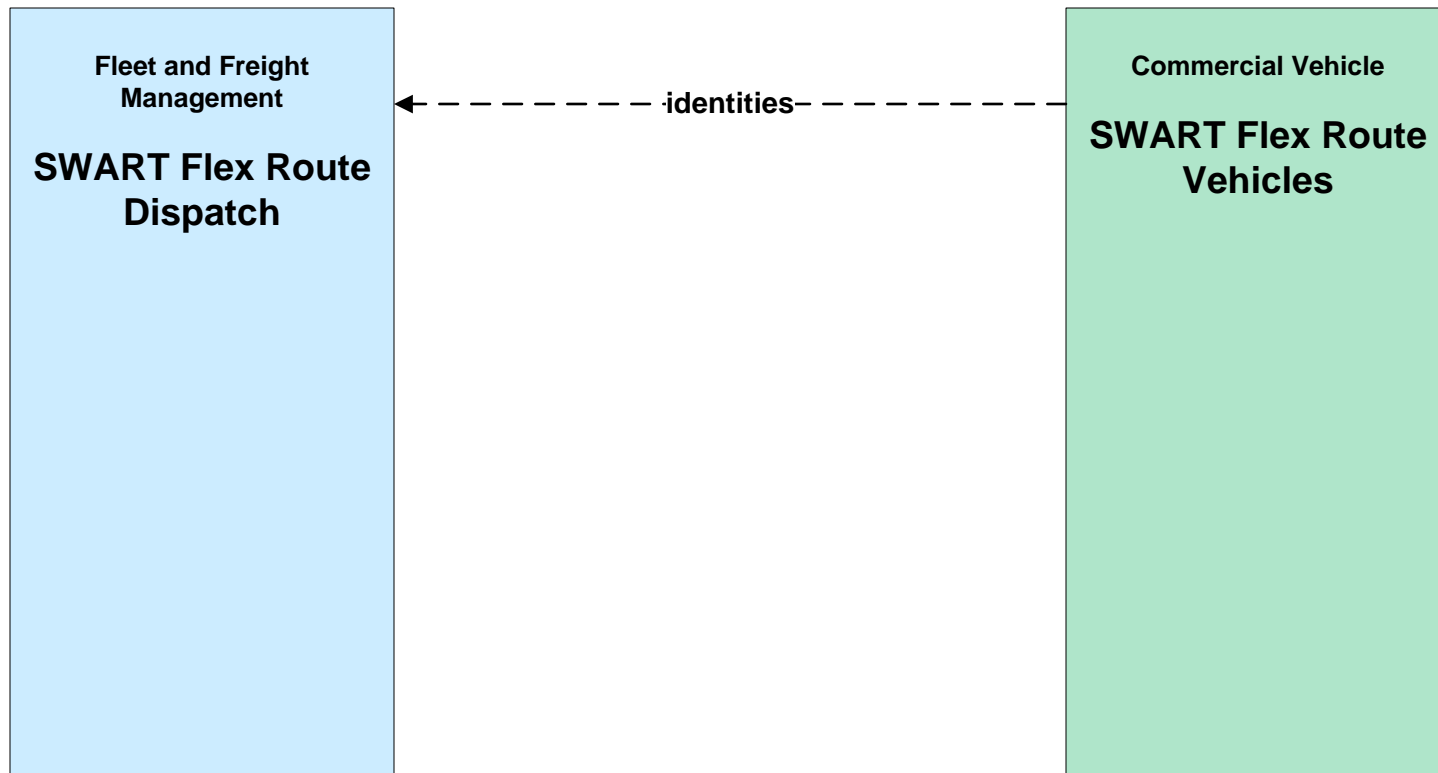 Fleet and Freight
Management
SWART Flex Route
Dispatch
identities
Commercial Vehicle
SWART Flex Route
Vehicles